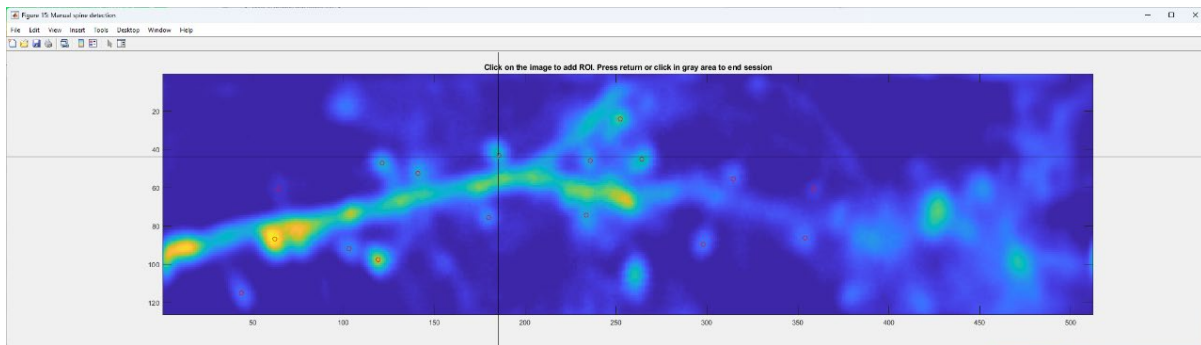 Figure 15: Manual spine detection
File Edit View Insert Tools Desktop Window Help
Click on the image to add ROI. Press return or click in gray area to end session
20
40
60
80
100
120
50 100 150 200 250 300 350 400 450 500